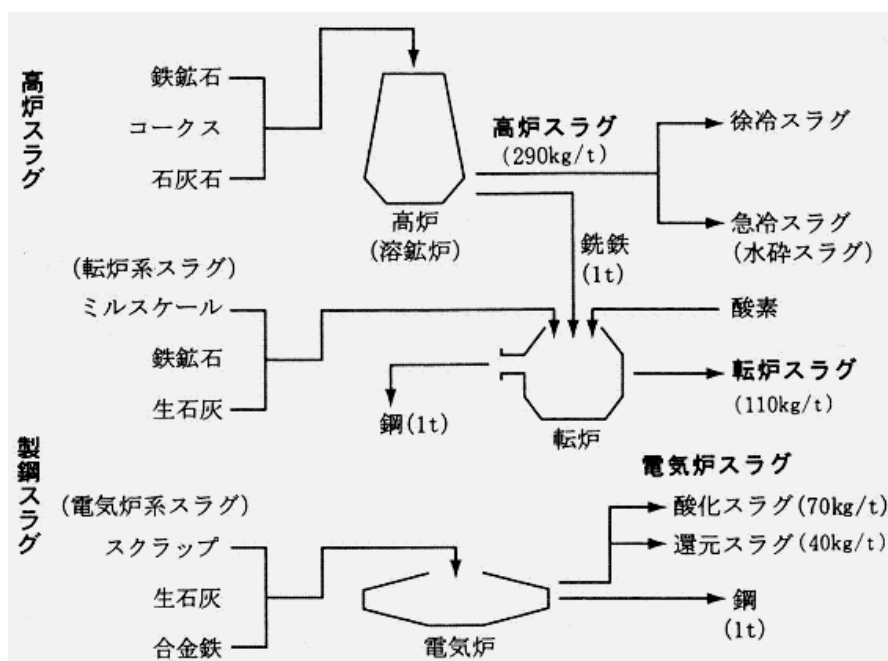 高炉スラグ
鉄鉱石
コークス
石灰石
高炉
(溶鉱炉)
高炉スラグ
(290kg/t)
徐冷スラグ
急冷スラグ
(水砕スラグ)
銑鉄
(1t)
製鋼スラグ
(転炉系スラグ)
ミルスケール
鉄鉱石
生石灰
酸素
鋼(1t)
転炉
転炉スラグ
(110kg/t)
(電気炉系スラグ)
スクラップ
生石灰
合金鉄
電気炉
電気炉スラグ
酸化スラグ(70kg/t)
還元スラグ(40kg/t)
鋼
(1t)